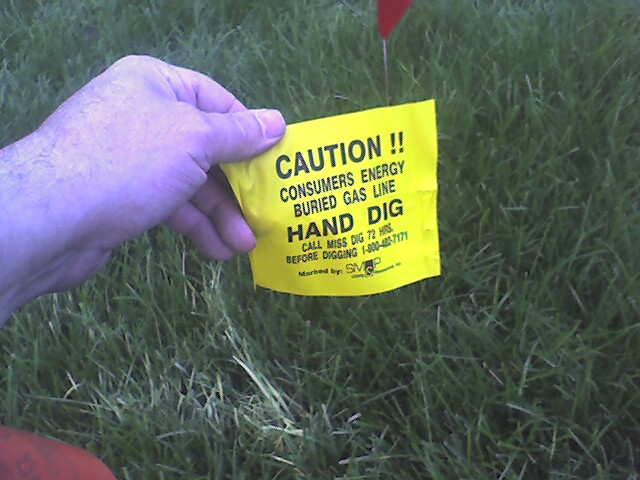 CAUTION !!
CONSUMERS ENERGY
BURIED GAS LINE
HAND DIG
CALL MISS DIG 72 HRS.
BEFORE DIGGING 1-800-482-7171
Marked by: